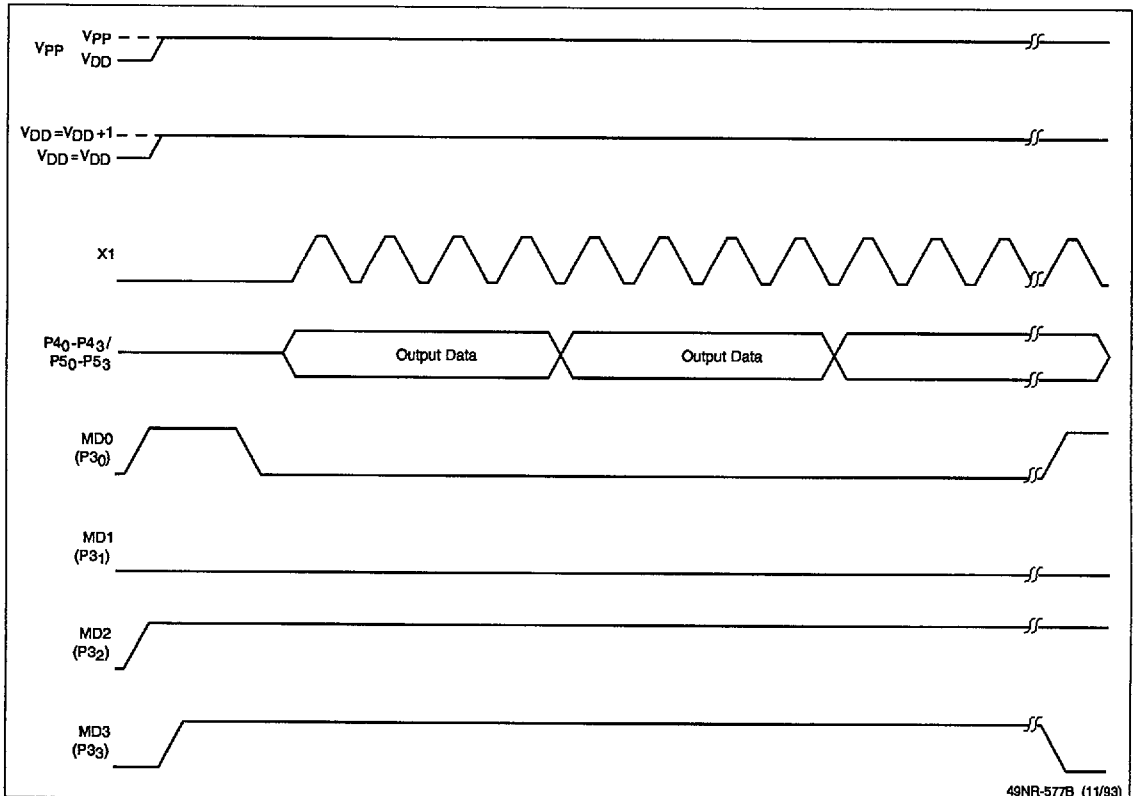 VPP
VPP
VDD
VDD =VDD +1
VDD =VDD
X1
P40-P43/
P50-P53
Output Data
Output Data
MD0
(P30)
MD1
(P31)
MD2
(P32)
MD3
(P33)
49NR-577B (11/93)